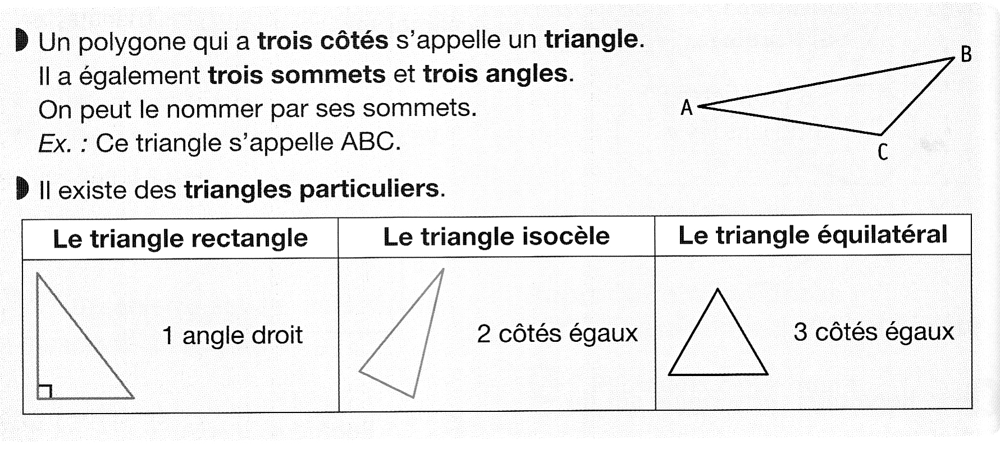 Un polygone qui a trois côtés s'appelle un triangle.
Il a également trois sommets et trois angles.
On peut le nommer par ses sommets.
Ex. : Ce triangle s'appelle ABC.
A
B
C
Il existe des triangles particuliers.
Le triangle rectangle
Le triangle isocèle
Le triangle équilatéral
1 angle droit
2 côtés égaux
3 côtés égaux